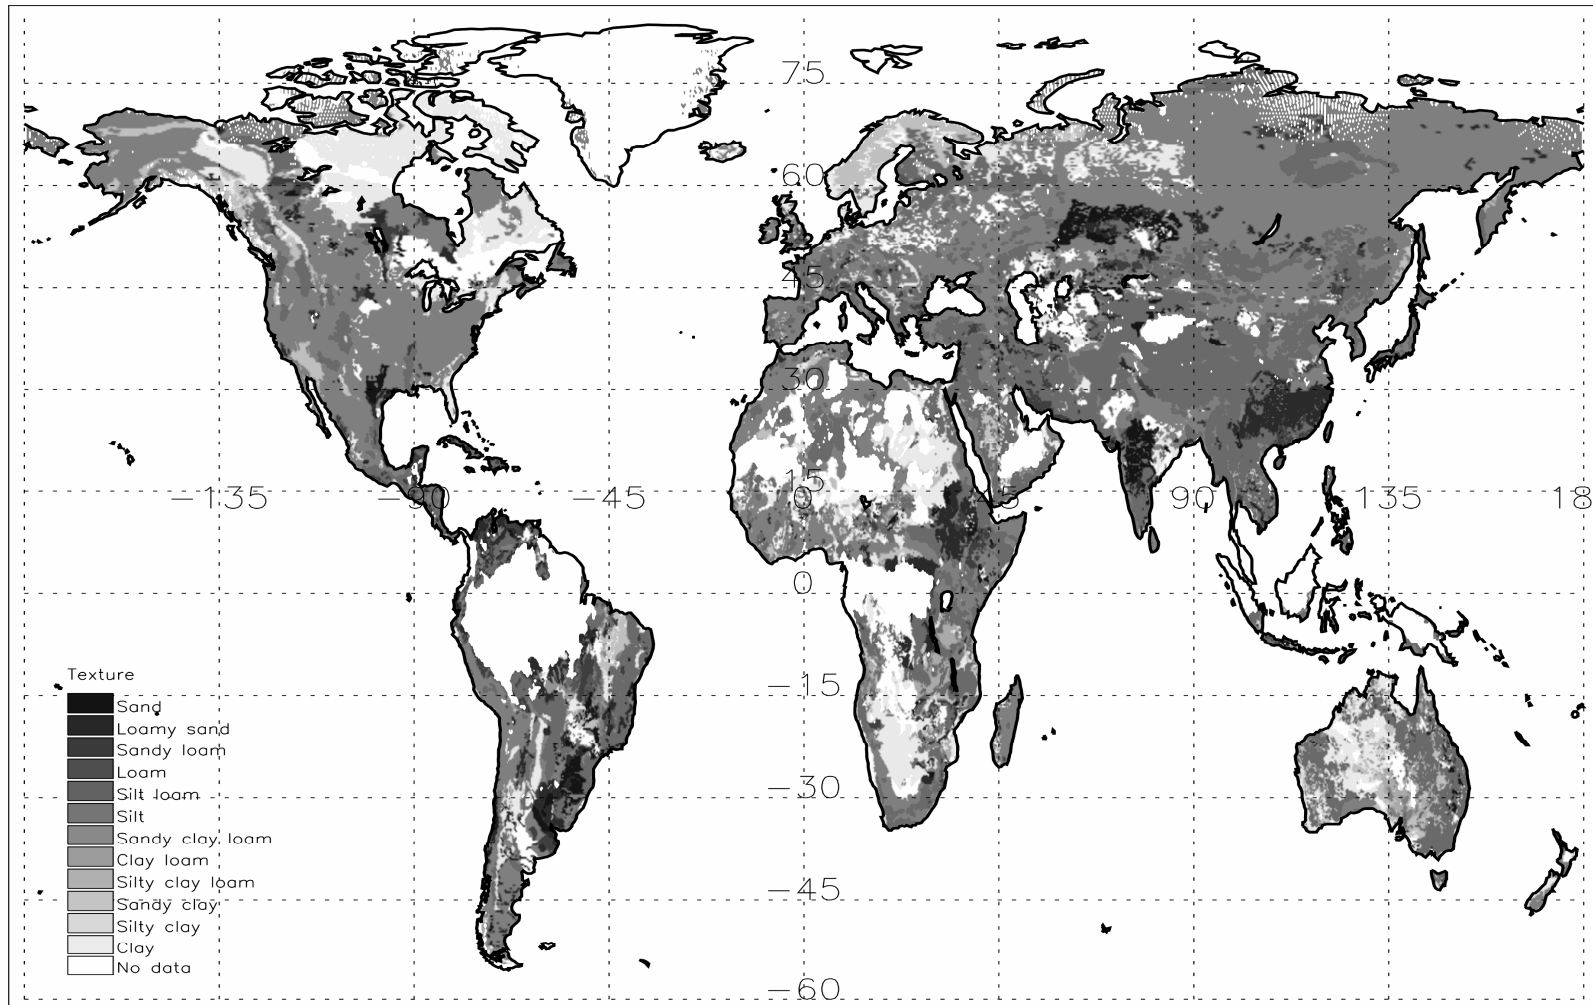 75
60
45
30
15
-135
-90
-45
0
45
90
135
18
0
-15
-30
-45
-60
Texture
Sand
Loamy sand
Sandy loam
Loam
Silt loam
Silt
Sandy clay loam
Clay loam
Silty clay loam
Sandy clay
Silty clay
Clay
No data